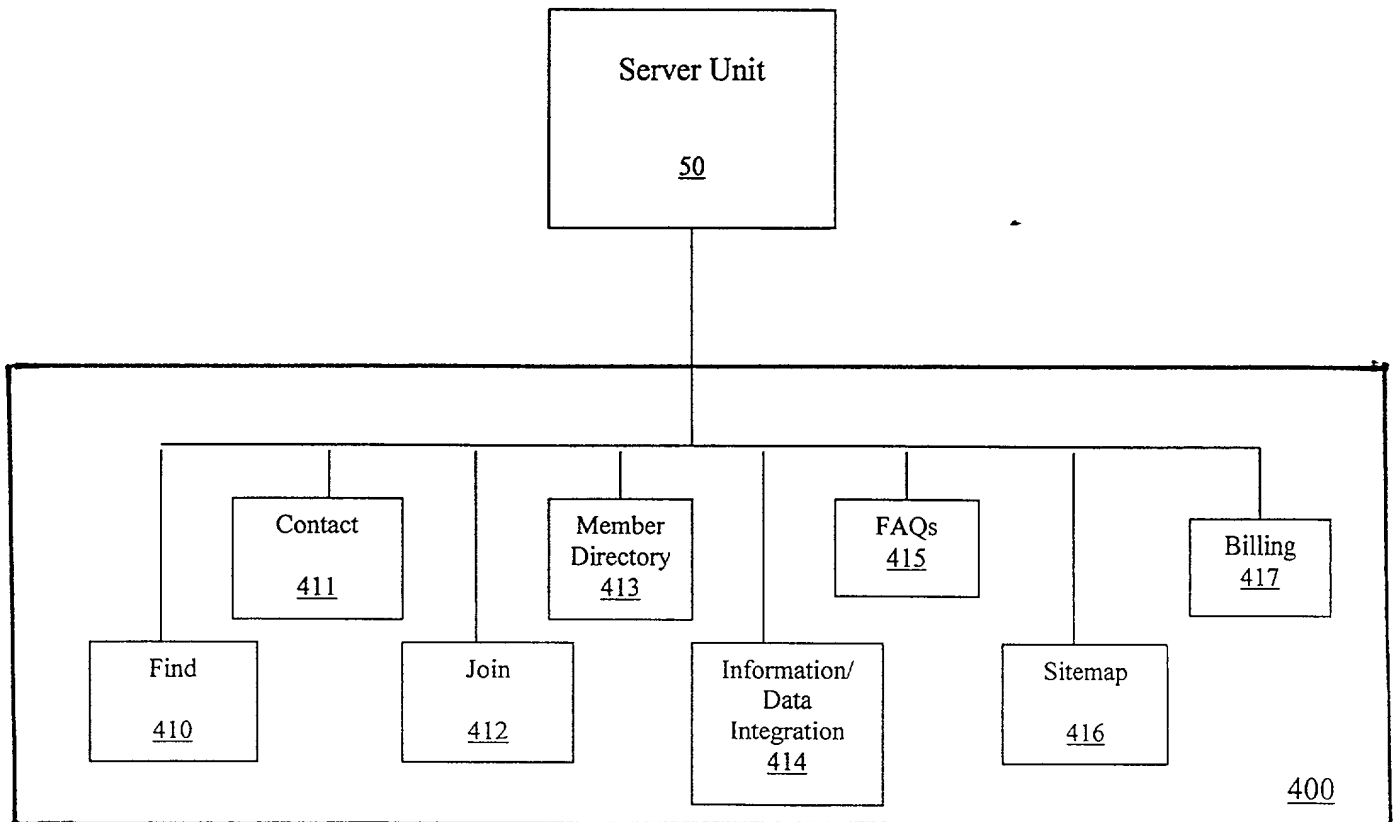 Server Unit
50
Contact
411
Member
Directory
413
FAQs
415
Billing
417
Find
410
Join
412
Information/
Data
Integration
414
Sitemap
416
400